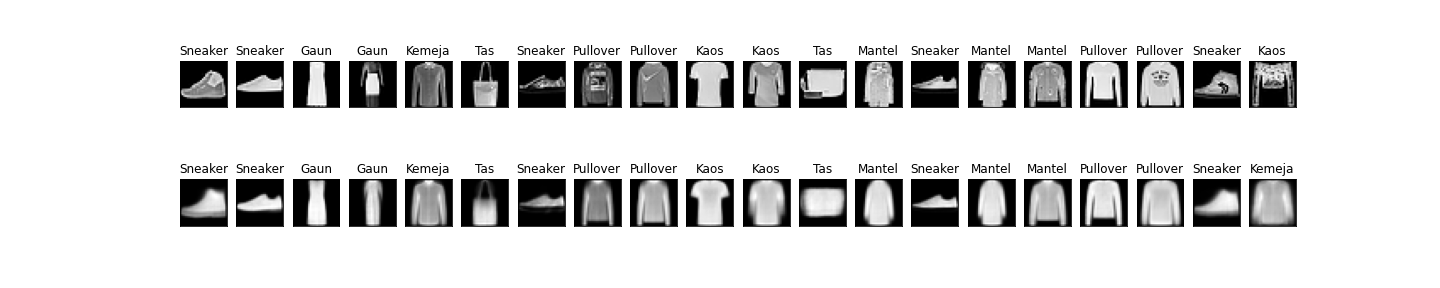 Sneaker Sneaker Gaun Gaun Kemeja Tas Sneaker Pullover Pullover Kaos Kaos Tas Mantel Sneaker Mantel Mantel Pullover Pullover Sneaker Kaos
Sneaker Sneaker Gaun Gaun Kemeja Tas Sneaker Pullover Pullover Kaos Kaos Tas Mantel Sneaker Mantel Mantel Pullover Pullover Sneaker Kemeja